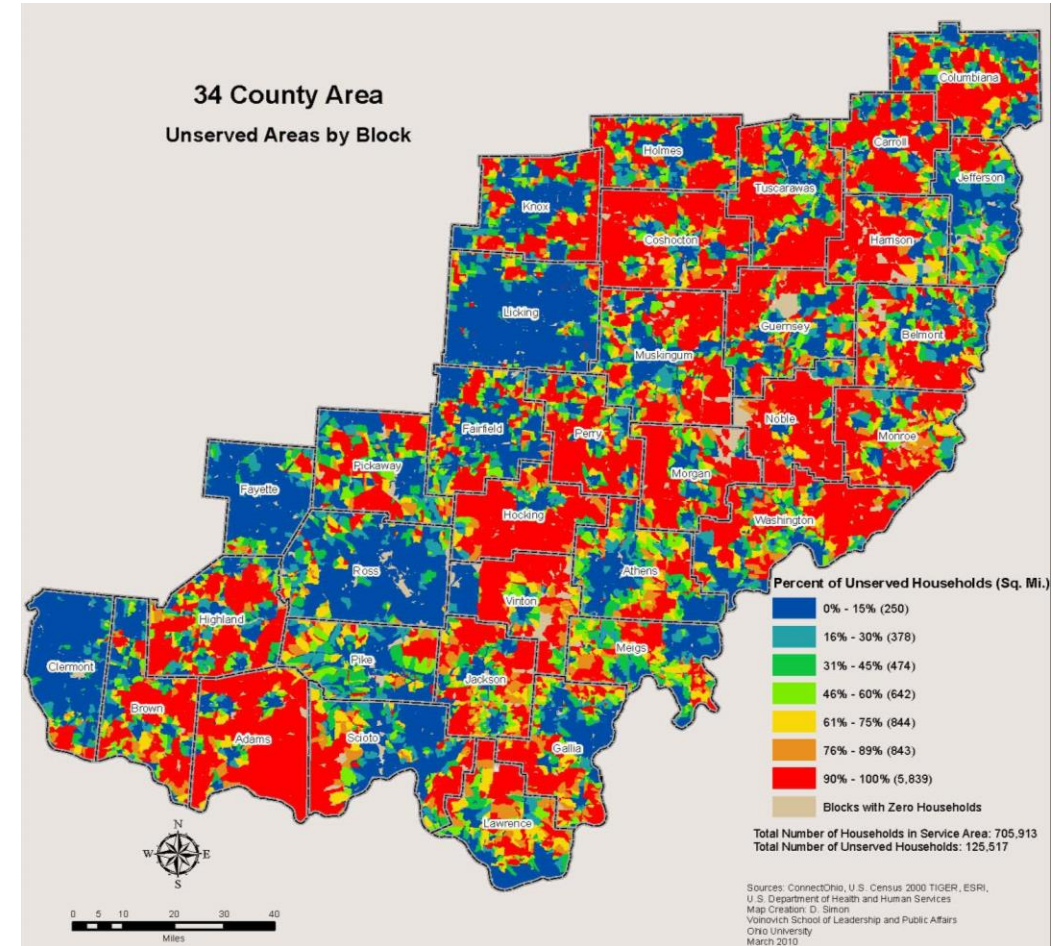 34 County Area
Unserved Areas by Block
Columbiana
Carroll
Jefferson
Holmes
Tuscarawas
Knox
Coshocton
Harrison
Licking
Guernsey
Belmont
Muskingum
Noble
Monroe
Fairfield
Perry
Pickaway
Morgan
Fayette
Hocking
Washington
Ross
Athens
Vinton
Highland
Meigs
Pike
Clermont
Jackson
Brown
Adams
Scioto
Gallia
Lawrence
Percent of Unserved Households (Sq. Mi.)
0% - 15% (250)
16% - 30% (378)
31% - 45% (474)
46% - 60% (642)
61% - 75% (844)
76% - 89% (843)
90% - 100% (5,839)
Blocks with Zero Households
Total Number of Households in Service Area: 705,913
Total Number of Unserved Households: 125,517
N
W E
S
0 5 10 20 30 40
Miles
Sources: ConnectOhio, U.S. Census 2000 TIGER, ESRI,
U.S. Department of Health and Human Services
Map Creation: D. Simon
Voinovich School of Leadership and Public Affairs
Ohio University
March 2010